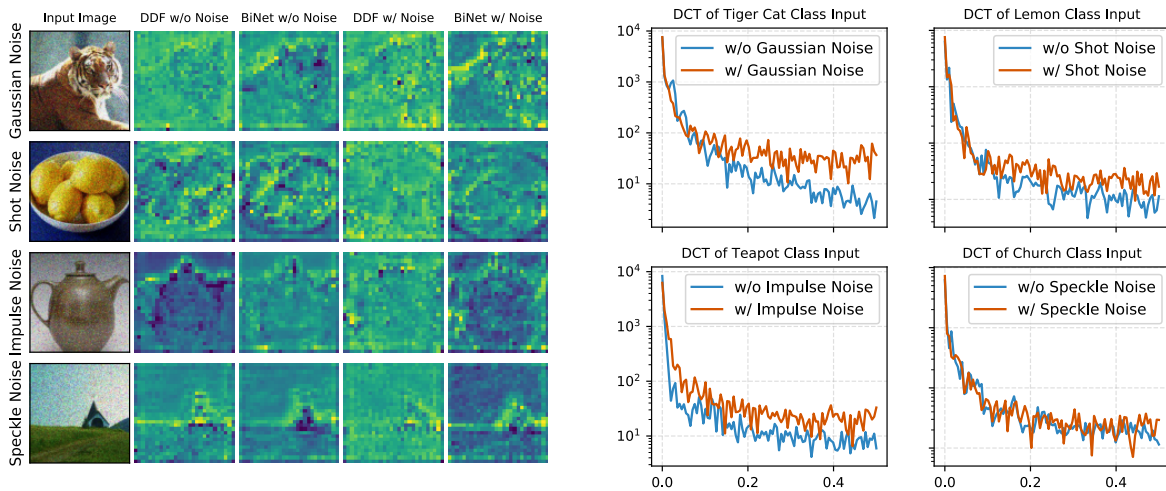 Input Image DDF w/o Noise BiNet w/o Noise DDF w/ Noise BiNet w/ Noise
Gaussian Noise
Shot Noise
Impulse Noise
Speckle Noise
DCT of Tiger Cat Class Input
w/o Gaussian Noise
w/ Gaussian Noise
10^4
10^3
10^2
10^1
DCT of Lemon Class Input
w/o Shot Noise
w/ Shot Noise
DCT of Teapot Class Input
w/o Impulse Noise
w/ Impulse Noise
10^4
10^3
10^2
10^1
0.0 0.2 0.4
DCT of Church Class Input
w/o Speckle Noise
w/ Speckle Noise
0.0 0.2 0.4